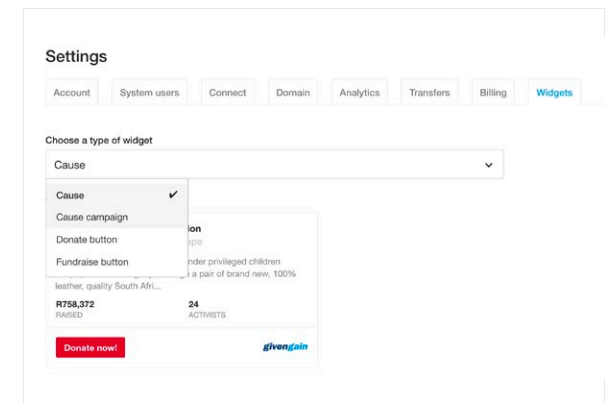 Settings
Account System users Connect Domain Analytics Transfers Billing Widgets
Choose a type of widget
Cause
Cause ✔
Cause campaign
Donate button
Fundraise button
ion
ape
nder privileged children
a pair of brand new, 100%
leather, quality South Afri...
R758,372 24
RAISED ACTIVISTS
Donate now! givengain